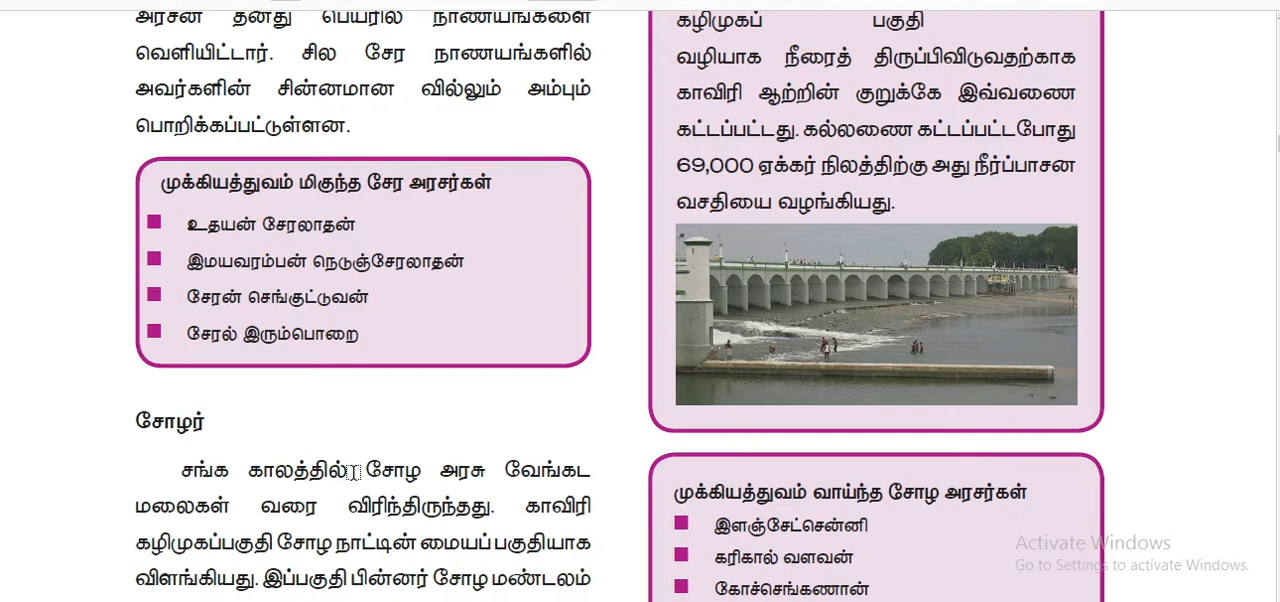 அரசன் தனது பெயரில் நாணயங்களை
வெளியிட்டார். சில சேர நாணயங்களில்
அவர்களின் சின்னமான வில்லும் அம்பும்
பொறிக்கப்பட்டுள்ளன.
முக்கியத்துவம் மிகுந்த சேர அரசர்கள்
உதயன் சேரலாதன்
இமயவரம்பன் நெடுஞ்சேரலாதன்
சேரன் செங்குட்டுவன்
சேரல் இரும்பொறை
சோழர்
சங்க காலத்தில் சோழ அரசு வேங்கட
மலைகள் வரை விரிந்திருந்தது. காவிரி
கழிமுகப்பகுதி சோழ நாட்டின் மையப் பகுதியாக
விளங்கியது. இப்பகுதி பின்னர் சோழ மண்டலம்
கழிமுகப் பகுதி
வழியாக நீரைத் திருப்பிவிடுவதற்காக
காவிரி ஆற்றின் குறுக்கே இவ்வணை
கட்டப்பட்டது. கல்லணை கட்டப்பட்டபோது
69,000 ஏக்கர் நிலத்திற்கு அது நீர்ப்பாசன
வசதியை வழங்கியது.
முக்கியத்துவம் வாய்ந்த சோழ அரசர்கள்
இளஞ்சேட்சென்னி
கரிகால் வளவன்
கோச்செங்கணான்
Activate Windows
Go to Settings to activate Windows.